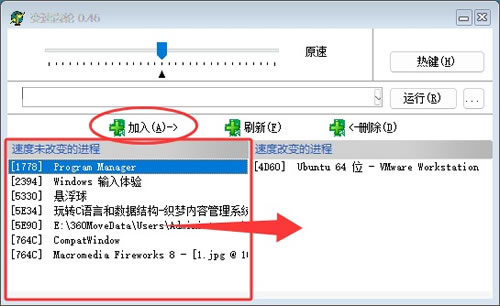 变速齿轮 0.46
原速
热键(H)
运行(R) ...
加入(A)-> 刷新(F) <-删除(D)
速度未改变的进程 速度改变的进程
[1778] Program Manager
[2394] Windows 输入体验
[5330] 悬浮球
[5E34] 玩转C语言和数据结构-织梦内容管理系统
[5E90] E:\360MoveData\Users\Administrator
[764C] CompatWindow
[764C] Macromedia Fireworks 8 - [1.jpg @ 10
[4D60] Ubuntu 64 位 - VMware Workstation